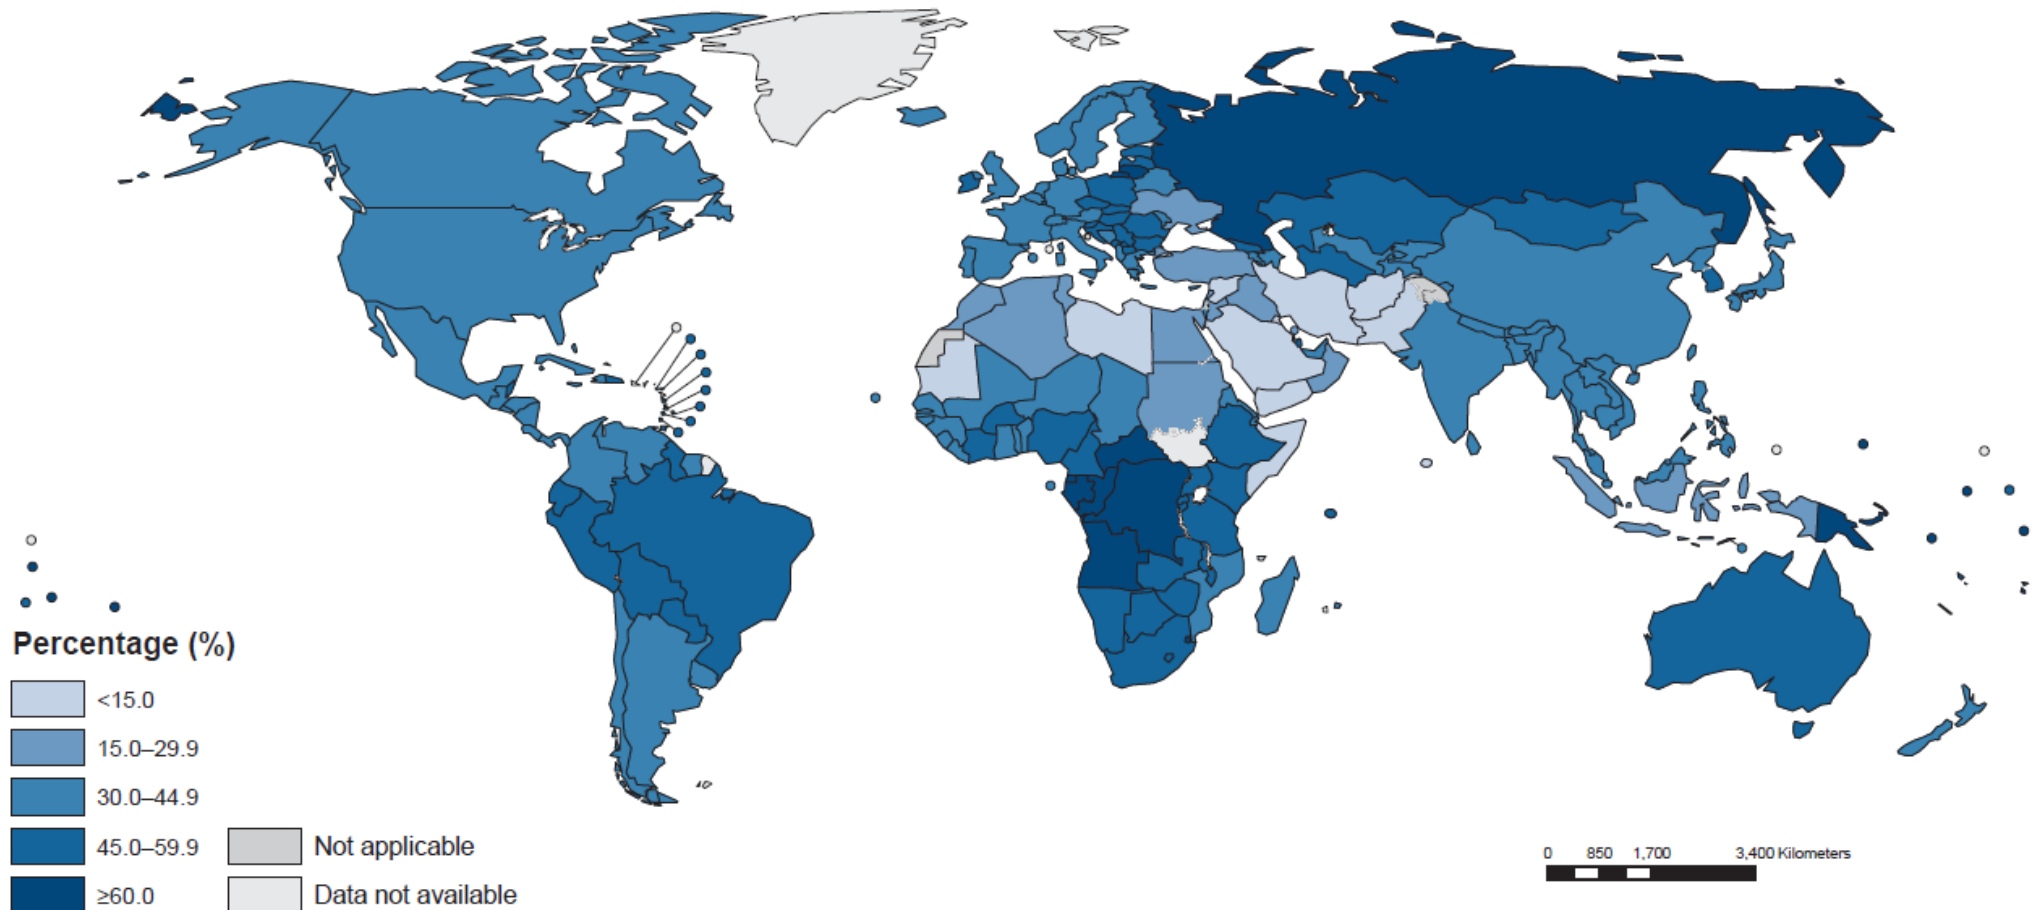 Percentage (%)
<15.0
15.0–29.9
30.0–44.9
45.0–59.9
≥60.0
Not applicable
Data not available
0 850 1,700 3,400 Kilometers